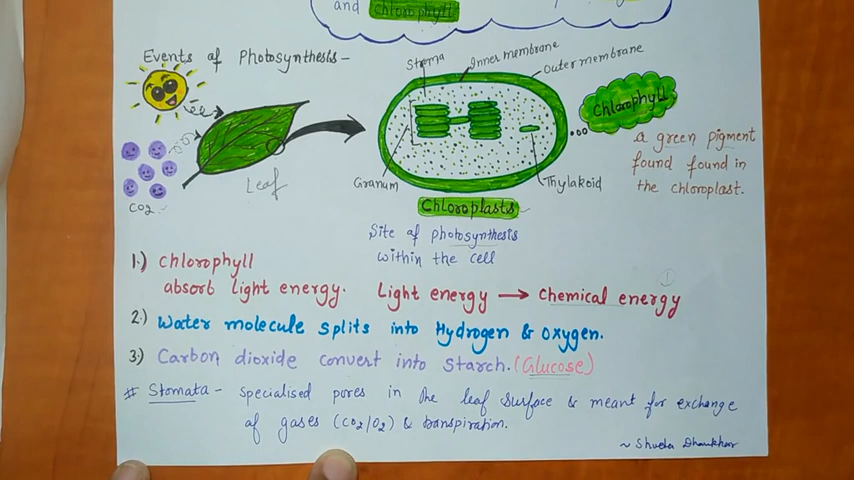 and chlorophyll
Events of Photosynthesis -
Stroma
Inner membrane
Outer membrane
Chlorophyll
a green pigment
found found in
the chloroplast.
CO2
Leaf
Granum
Thylakoid
Chloroplasts
Site of photosynthesis
within the cell
1.) Chlorophyll
absorb light energy. Light energy → Chemical energy
1
2.) Water molecule splits into Hydrogen & Oxygen.
3.) Carbon dioxide convert into Starch. (Glucose)
# Stomata - Specialised pores in the leaf surface & meant for exchange
of gases (CO2/O2) & transpiration.